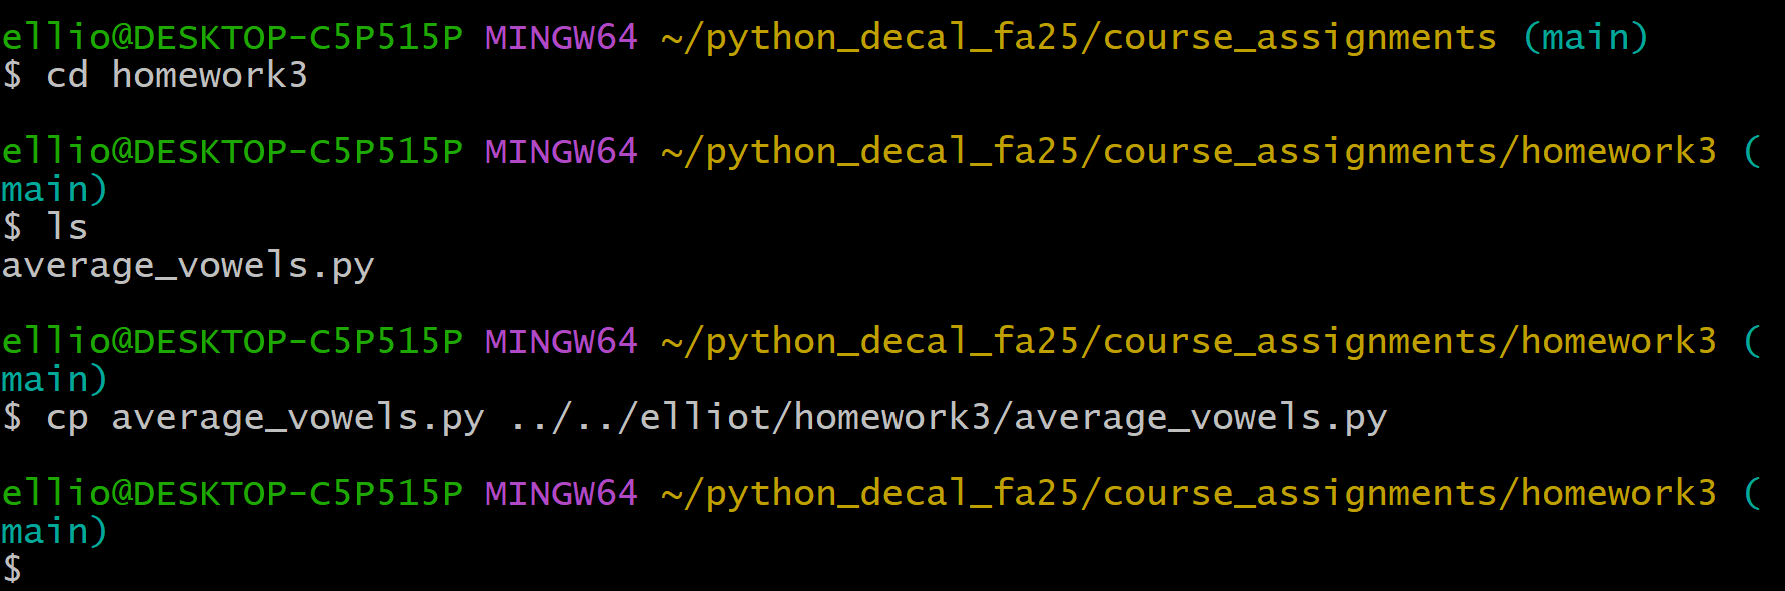 ellio@DESKTOP-C5P515P MINGW64 ~/python_decal_fa25/course_assignments (main)
$ cd homework3
ellio@DESKTOP-C5P515P MINGW64 ~/python_decal_fa25/course_assignments/homework3 (
main)
$ ls
average_vowels.py
ellio@DESKTOP-C5P515P MINGW64 ~/python_decal_fa25/course_assignments/homework3 (
main)
$ cp average_vowels.py ../../elliot/homework3/average_vowels.py
ellio@DESKTOP-C5P515P MINGW64 ~/python_decal_fa25/course_assignments/homework3 (
main)
$